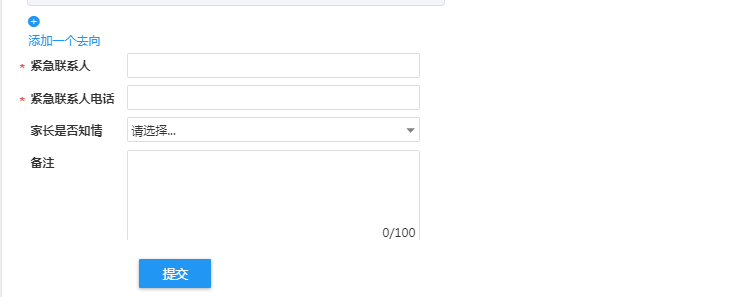 添加一个去向
* 紧急联系人
* 紧急联系人电话
家长是否知情 请选择...
备注
0/100
提交